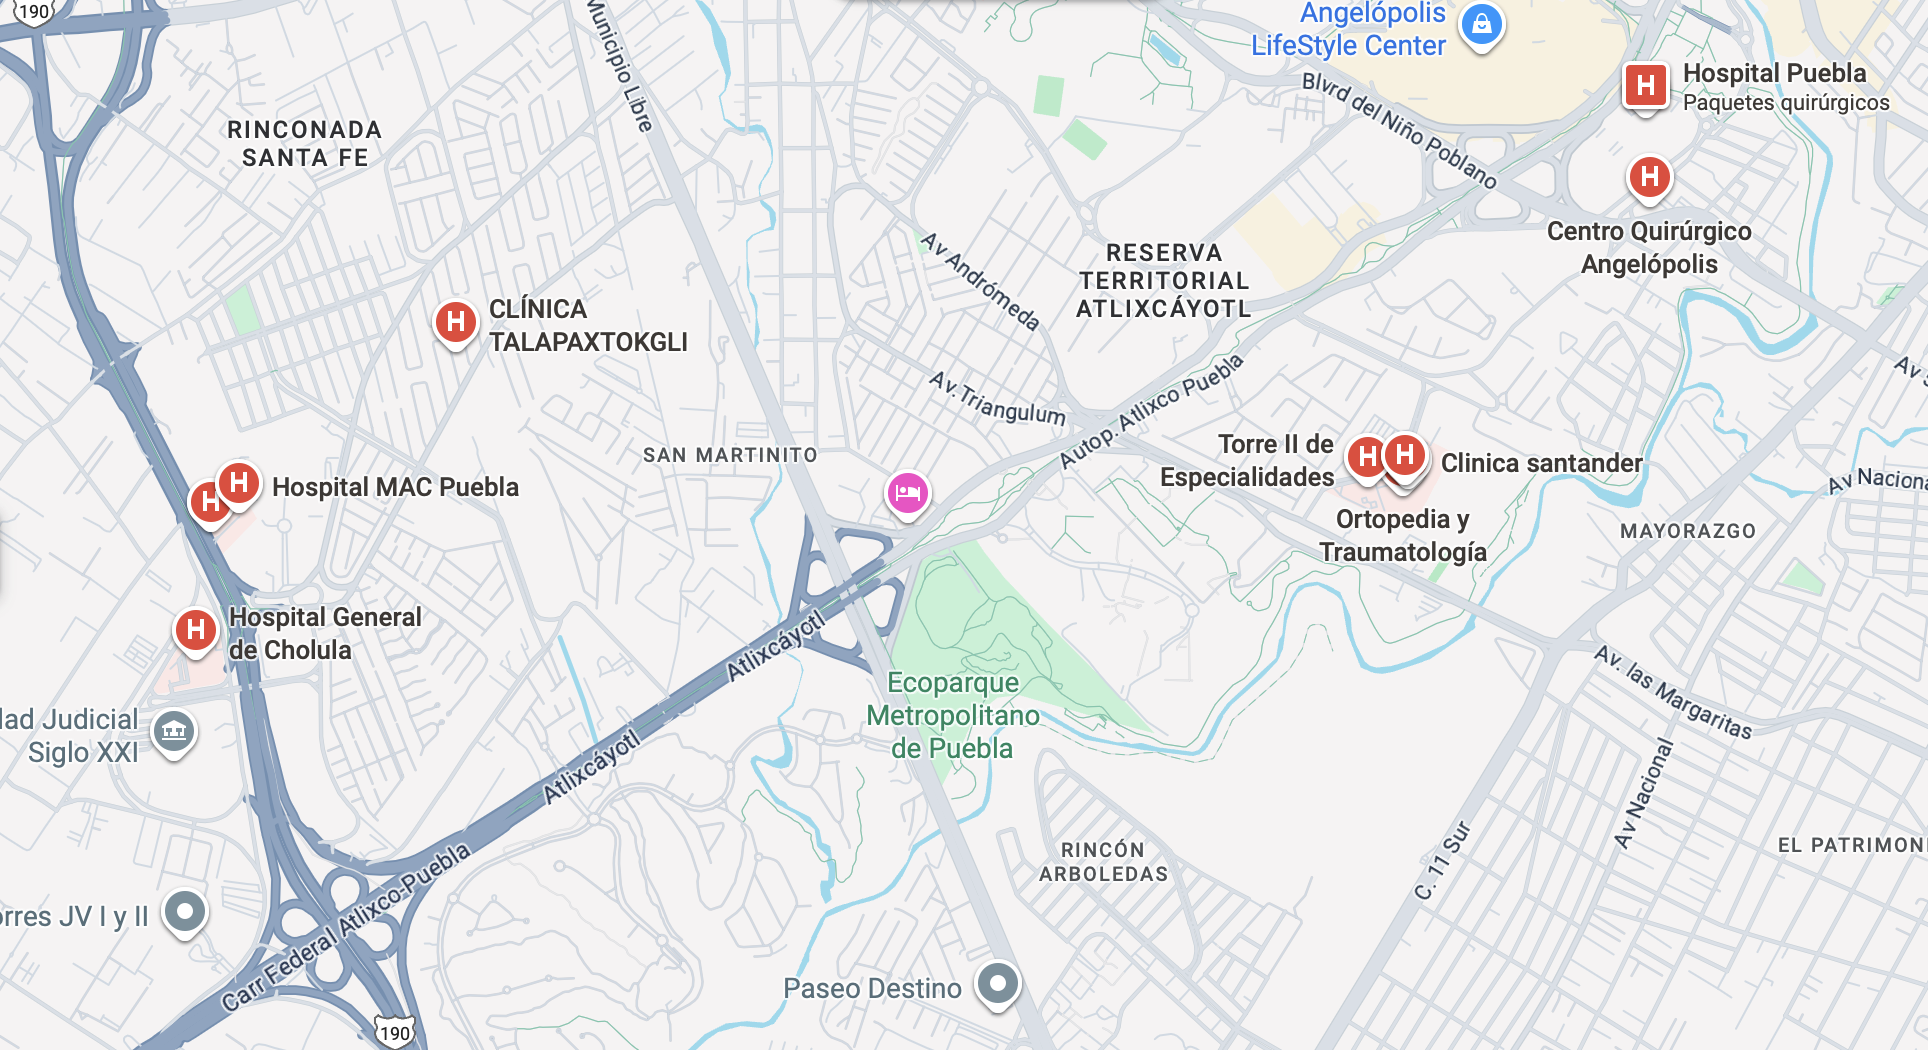 190
Municipio Libre
Angelópolis
LifeStyle Center
H
Hospital Puebla
Paquetes quirúrgicos
Blvrd del Niño Poblano
RINCONADA
SANTA FE
H
Centro Quirúrgico
Angelópolis
Av Andrómeda
RESERVA
TERRITORIAL
ATLIXCÁYOTL
H
CLÍNICA
TALAPAXTOKGLI
Autop. Atlixco Puebla
Av. Triangulum
SAN MARTINITO
Torre II de
Especialidades
H
H
Clinica santander
Ortopedia y
Traumatología
H
H
Hospital MAC Puebla
Av Naciona
MAYORAZGO
H
Hospital General
de Cholula
Atlixcáyotl
Av. las Margaritas
Ecoparque
Metropolitano
de Puebla
dad Judicial
Siglo XXI
Atlixcáyotl
Av Nacional
C. 11 Sur
RINCÓN
ARBOLEDAS
EL PATRIMONI
orres JV I y II
Carr Federal Atlixco-Puebla
Paseo Destino
190